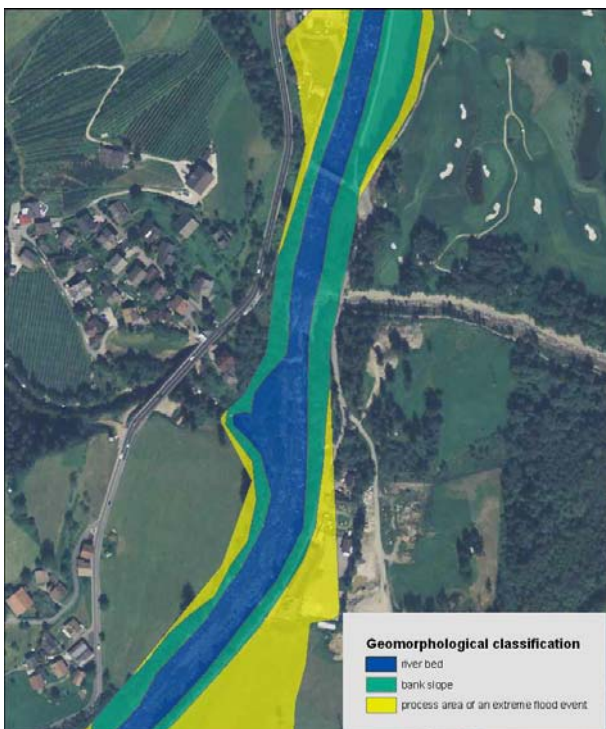 Geomorphological classification
river bed
bank slope
process area of an extreme flood event